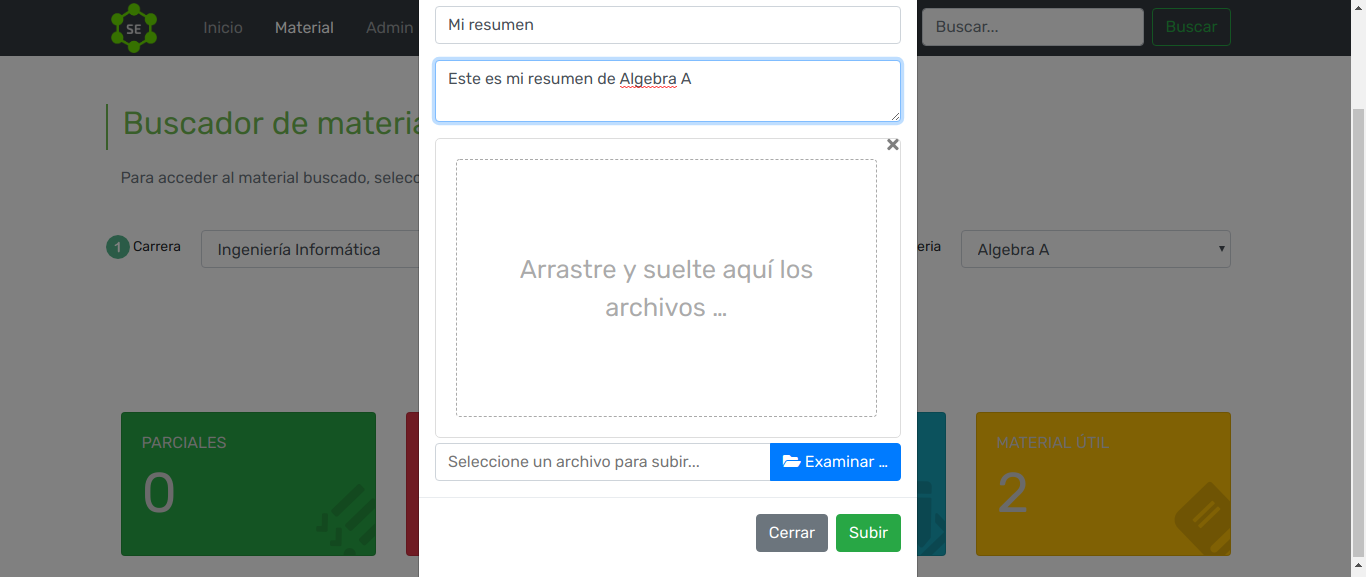 SE
Inicio
Material
Admin
Buscar...
Buscar
Mi resumen
Este es mi resumen de Algebra A
Buscador de materia
Para acceder al material buscado, selecc
Arrastre y suelte aquí los
archivos ...
1 Carrera
Ingeniería Informática
eria
Algebra A
PARCIALES
0
MATERIAL ÚTIL
2
Seleccione un archivo para subir...
Examinar ...
Cerrar
Subir